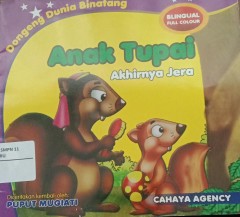 Dongeng Dunia Binatang
BILINGUAL
FULL COLOUR
Anak Tupai
Akhirnya Jera
Diceritakan kembali oleh:
PUPUT MUGIATI
CAHAYA AGENCY